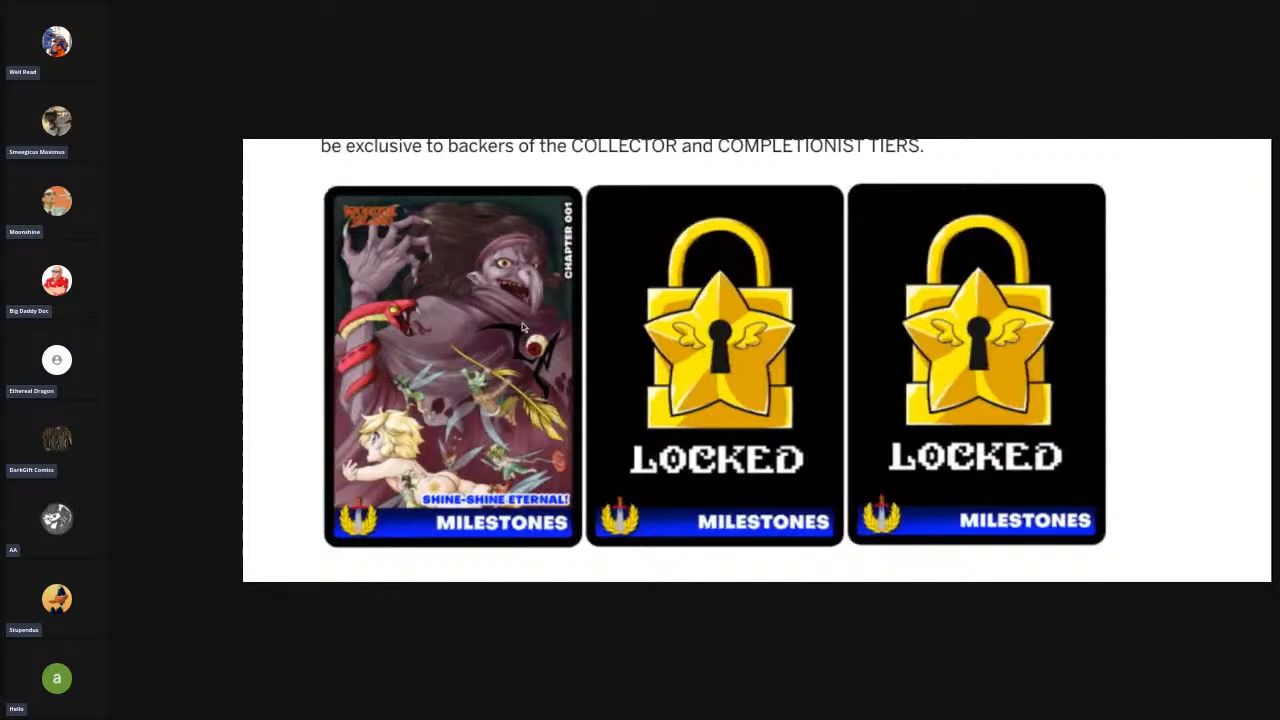 Well Read
Smeegicus Maximus
Moonshine
Big Daddy Doc
Ethereal Dragon
DarkGift Comics
AA
Stupendus
a
Hello
be exclusive to backers of the COLLECTOR and COMPLETIONIST TIERS.
CHAPTER 001
SHINE-SHINE ETERNAL!
MILESTONES
LOCKED
MILESTONES
LOCKED
MILESTONES